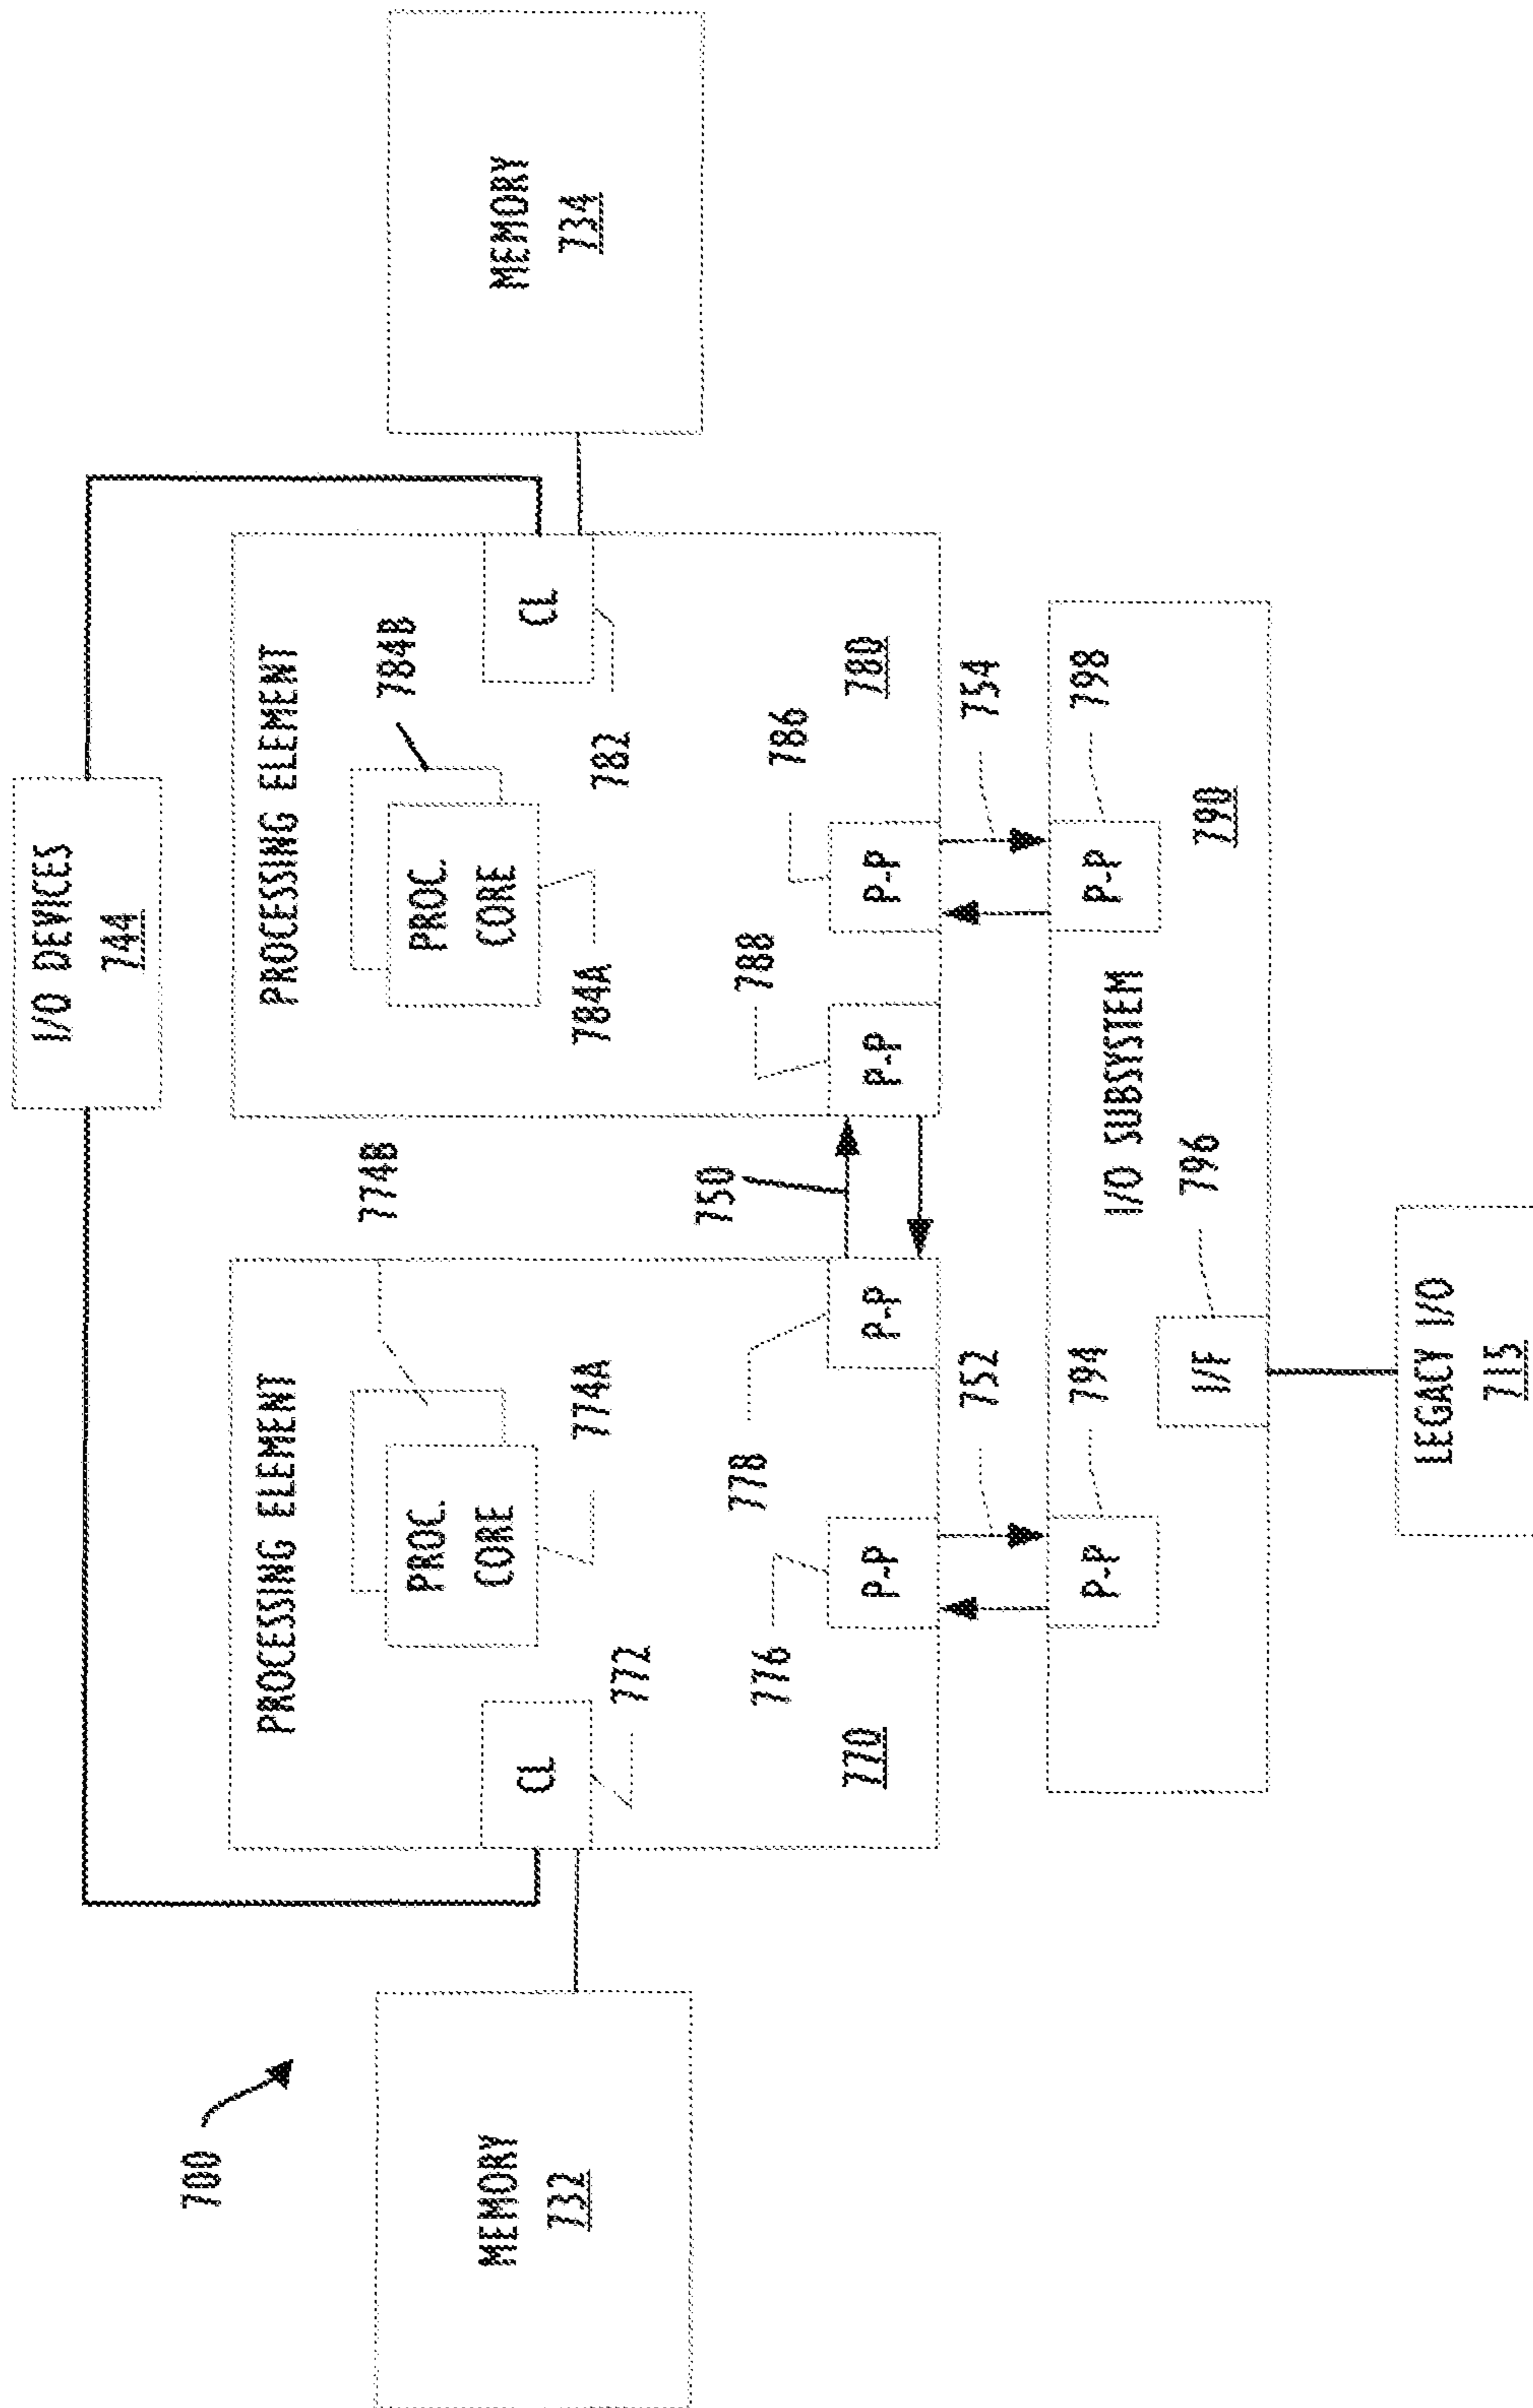 700
I/O DEVICES
744
MEMORY
732
PROCESSING ELEMENT
774B
PROC.
CORE
774A
CL
772
776
778
P-P
P-P
770
750
PROCESSING ELEMENT
784B
PROC.
CORE
784A
CL
782
788
786
P-P
P-P
780
MEMORY
734
752
754
794
P-P
I/O SUBSYSTEM
798
P-P
796
I/F
790
LEGACY I/O
715